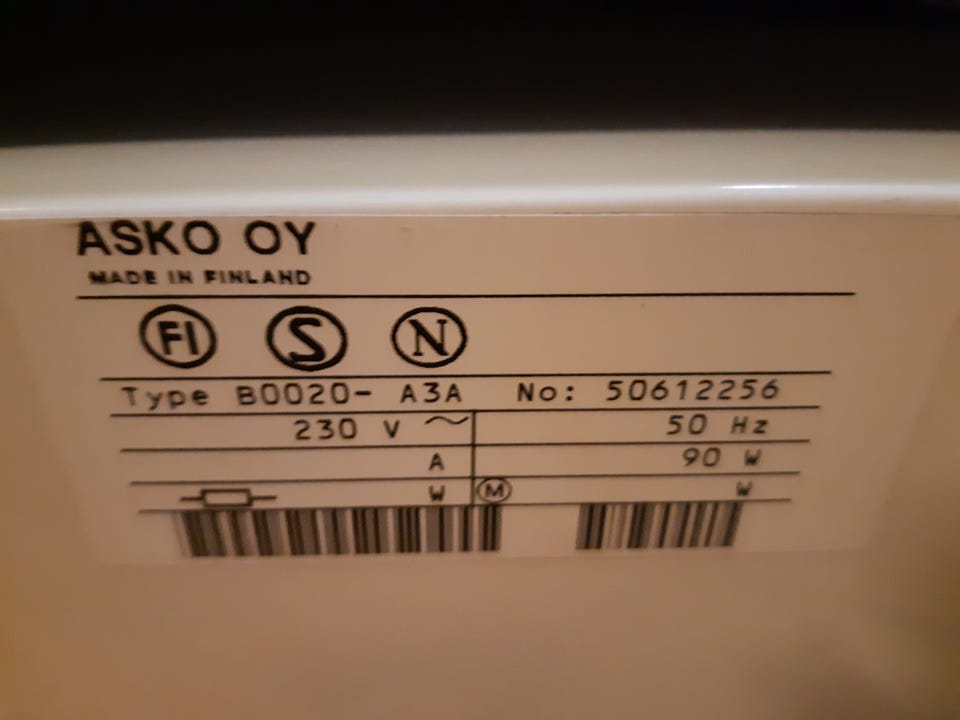 ASKO OY
MADE IN FINLAND
FI S N
Type B0020- A3A No: 50612256
230 V ~ 50 Hz
A 90 W
W M W